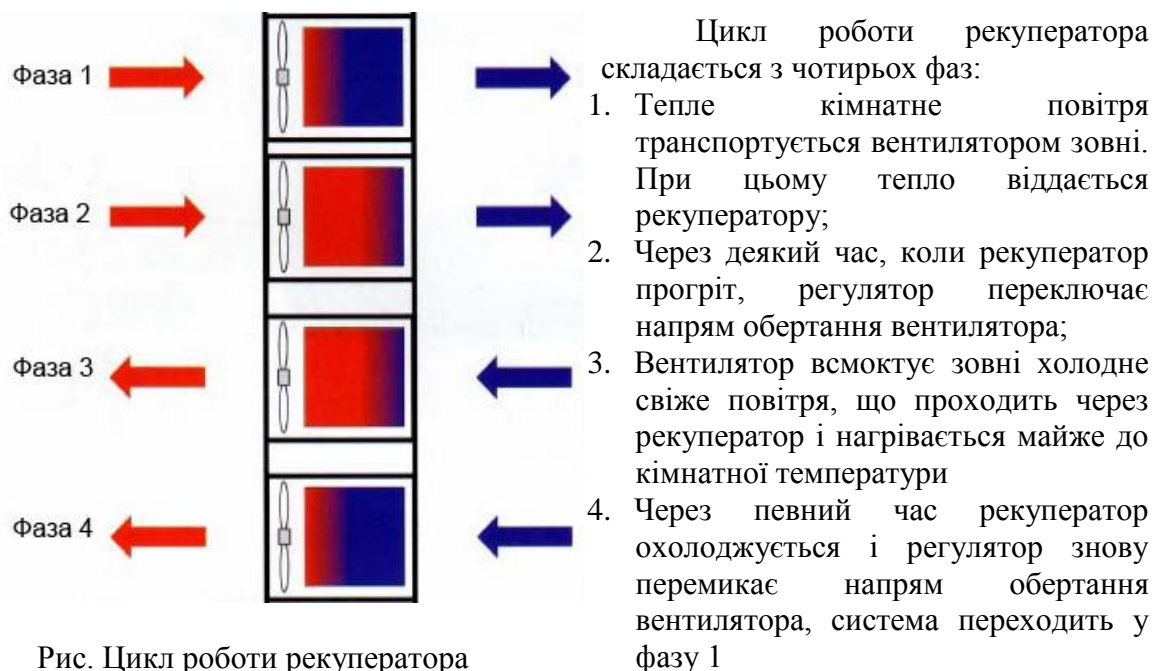 Фаза 1
Фаза 2
Фаза 3
Фаза 4
Рис. Цикл роботи рекуператора
Цикл роботи рекуператора
складається з чотирьох фаз:
1. Тепле кімнатне повітря
транспортується вентилятором зовні.
При цьому тепло віддається
рекуператору;
2. Через деякий час, коли рекуператор
прогріт, регулятор переключає
напрям обертання вентилятора;
3. Вентилятор всмоктує зовні холодне
свіже повітря, що проходить через
рекуператор і нагрівається майже до
кімнатної температури
4. Через певний час рекуператор
охолоджується і регулятор знову
перемикає напрям обертання
вентилятора, система переходить у
фазу 1